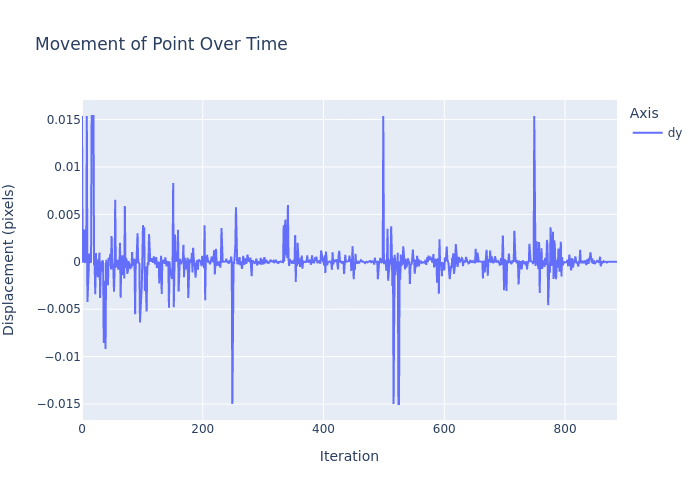 Movement of Point Over Time
Axis
dy
Displacement (pixels)
0.015
0.01
0.005
0
−0.005
−0.01
−0.015
0
200
400
600
800
Iteration